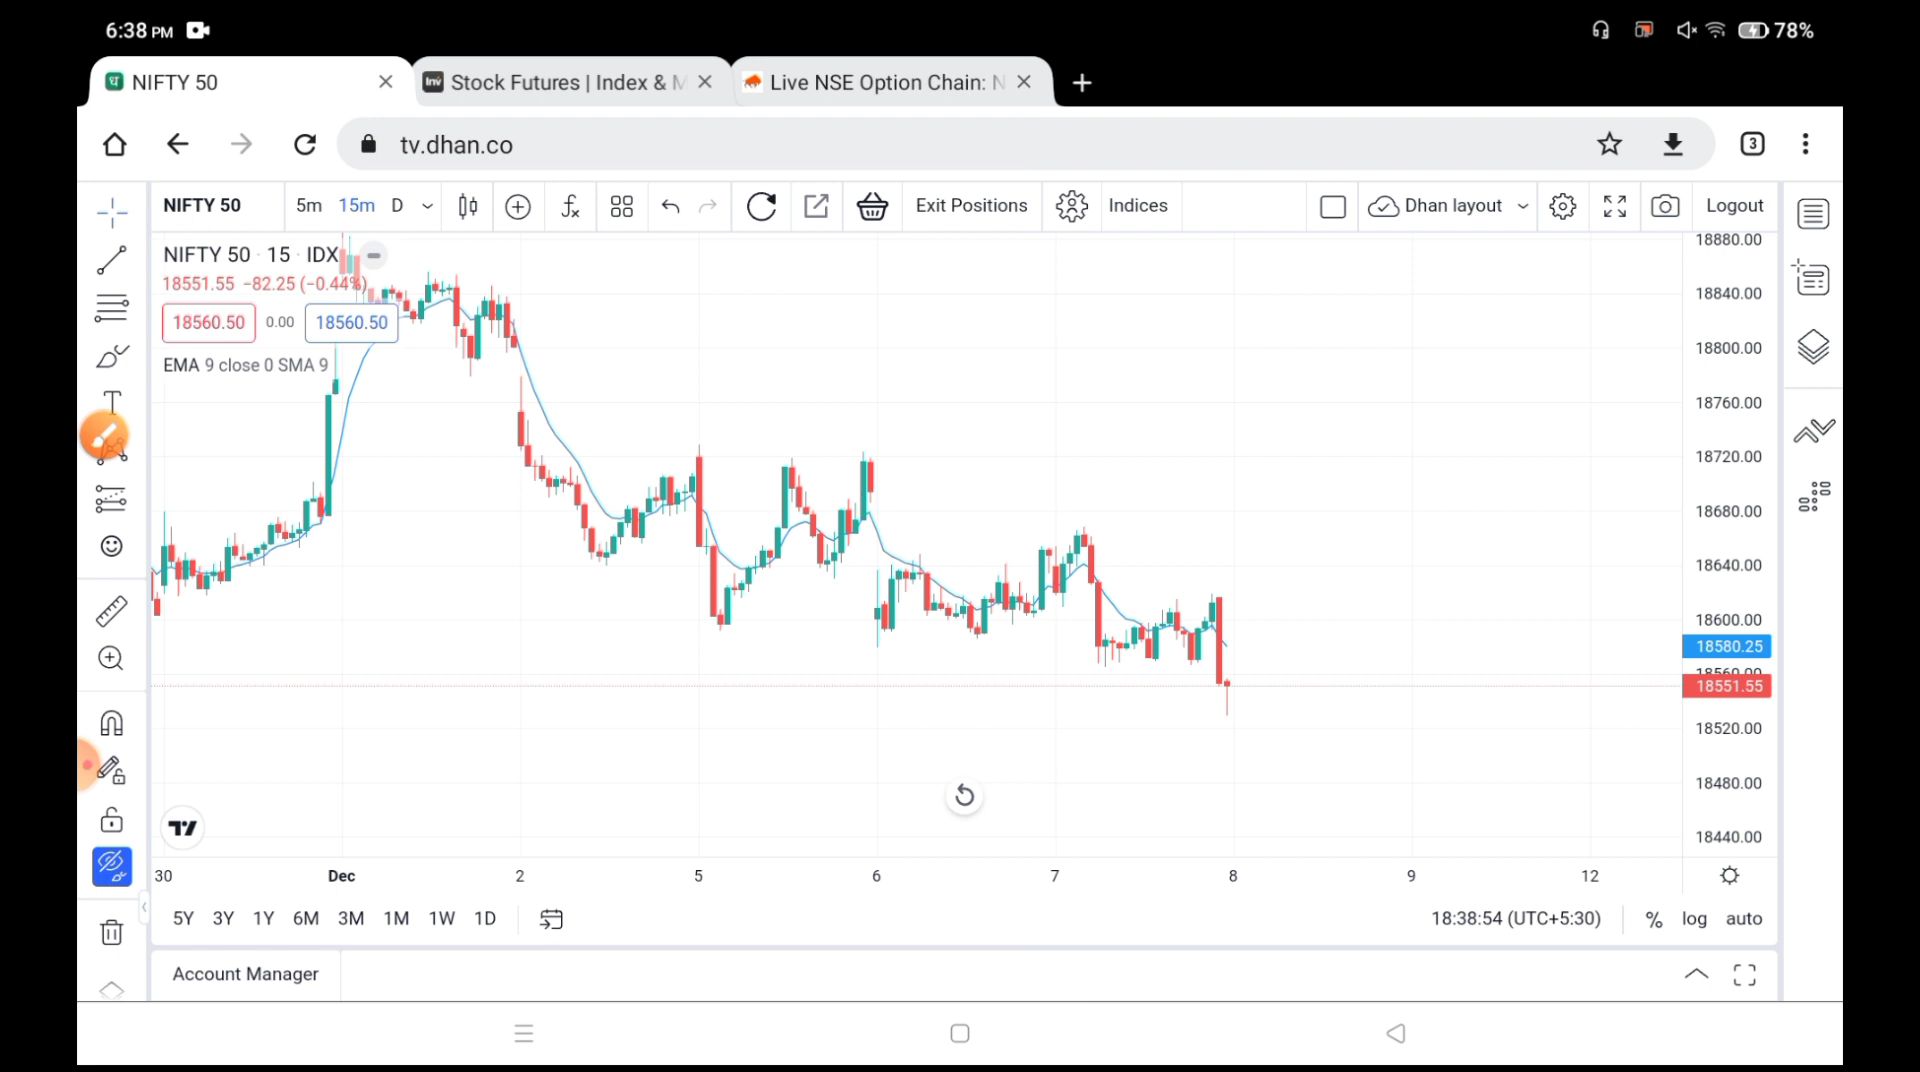 6:38 PM
78%
NIFTY 50
Stock Futures | Index & M
Live NSE Option Chain: N
tv.dhan.co
3
NIFTY 50 5m 15m D Exit Positions Indices Dhan layout Logout
NIFTY 50 · 15 · IDX
18551.55 −82.25 (−0.44%)
18560.50 0.00 18560.50
EMA 9 close 0 SMA 9
18880.00
18840.00
18800.00
18760.00
18720.00
18680.00
18640.00
18600.00
18580.25
18560.00
18551.55
18520.00
18480.00
18440.00
30 Dec 2 5 6 7 8 9 12
5Y 3Y 1Y 6M 3M 1M 1W 1D 18:38:54 (UTC+5:30) % log auto
Account Manager